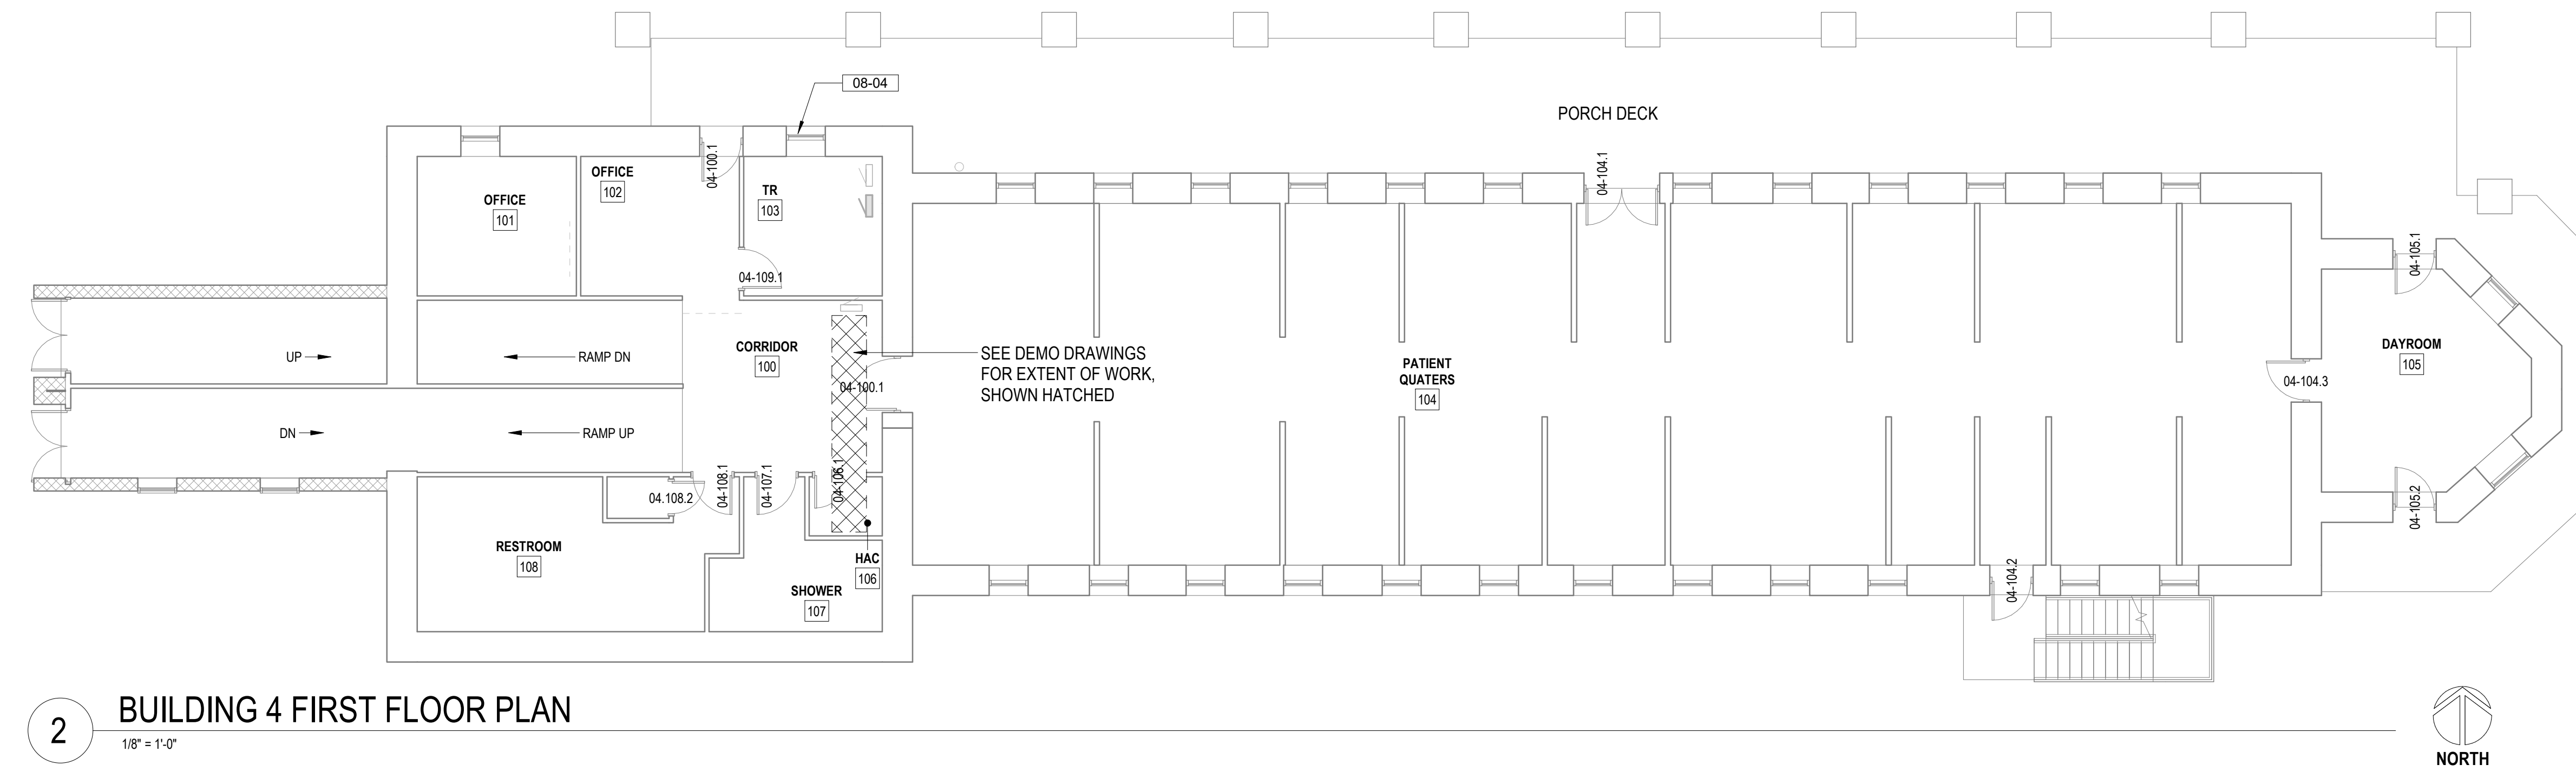 08-04
PORCH DECK
04-100.1
04-104.1
OFFICE
102
TR
103
OFFICE
101
04-109.1
04-105.1
UP
RAMP DN
CORRIDOR
100
SEE DEMO DRAWINGS
FOR EXTENT OF WORK,
SHOWN HATCHED
04-100.1
PATIENT
QUATERS
104
DAYROOM
105
04-104.3
DN
RAMP UP
04.108.2
04-108.1
04-107.1
04-106.1
04-105.2
RESTROOM
108
HAC
106
SHOWER
107
04-104.2
2
BUILDING 4 FIRST FLOOR PLAN
1/8" = 1'-0"
NORTH